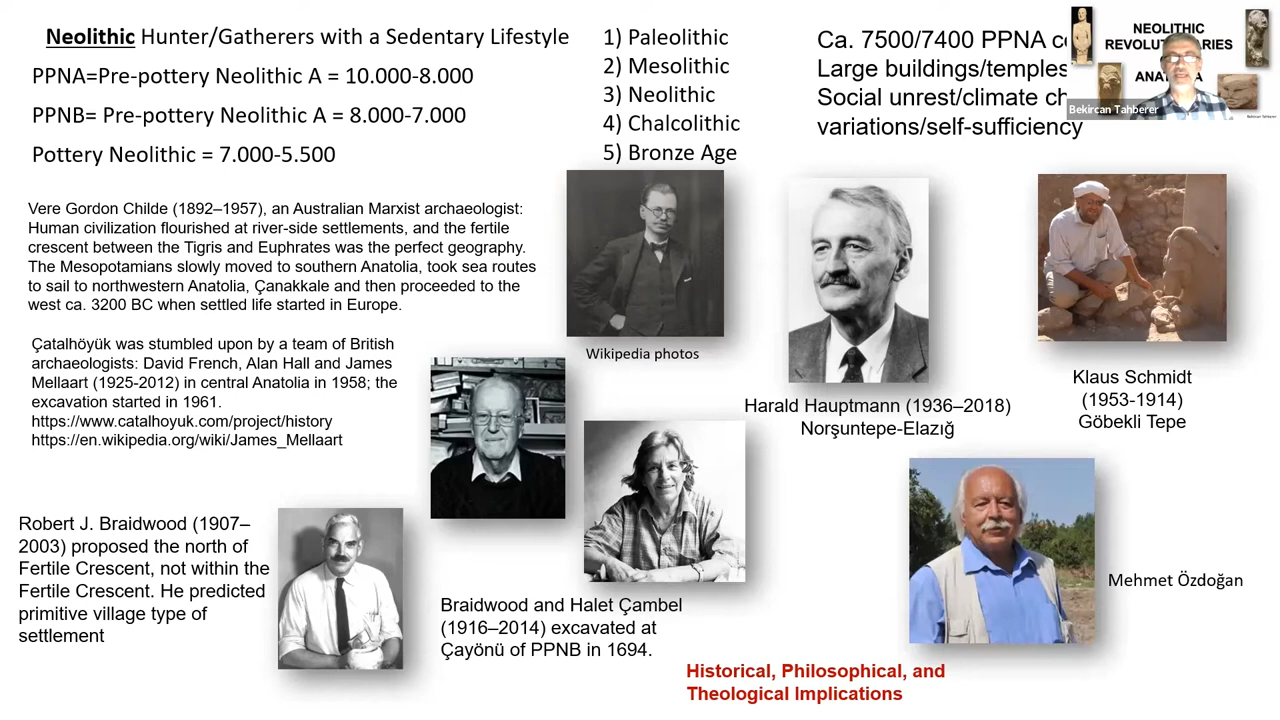 Neolithic Hunter/Gatherers with a Sedentary Lifestyle
PPNA=Pre-pottery Neolithic A = 10.000-8.000
PPNB= Pre-pottery Neolithic A = 8.000-7.000
Pottery Neolithic = 7.000-5.500
1) Paleolithic
2) Mesolithic
3) Neolithic
4) Chalcolithic
5) Bronze Age
Ca. 7500/7400 PPNA
Large buildings/temples
Social unrest/climate
variations/self-sufficiency
NEOLITHIC
Bekircan Tahberer
Bekircan Tahberer
Vere Gordon Childe (1892–1957), an Australian Marxist archaeologist:
Human civilization flourished at river-side settlements, and the fertile
crescent between the Tigris and Euphrates was the perfect geography.
The Mesopotamians slowly moved to southern Anatolia, took sea routes
to sail to northwestern Anatolia, Çanakkale and then proceeded to the
west ca. 3200 BC when settled life started in Europe.
Wikipedia photos
Çatalhöyük was stumbled upon by a team of British
archaeologists: David French, Alan Hall and James
Mellaart (1925-2012) in central Anatolia in 1958; the
excavation started in 1961.
https://www.catalhoyuk.com/project/history
https://en.wikipedia.org/wiki/James_Mellaart
Harald Hauptmann (1936–2018)
Norşuntepe-Elazığ
Klaus Schmidt
(1953-1914)
Göbekli Tepe
Robert J. Braidwood (1907–
2003) proposed the north of
Fertile Crescent, not within the
Fertile Crescent. He predicted
primitive village type of
settlement
Braidwood and Halet Çambel
(1916–2014) excavated at
Çayönü of PPNB in 1694.
Mehmet Özdoğan
Historical, Philosophical, and
Theological Implications